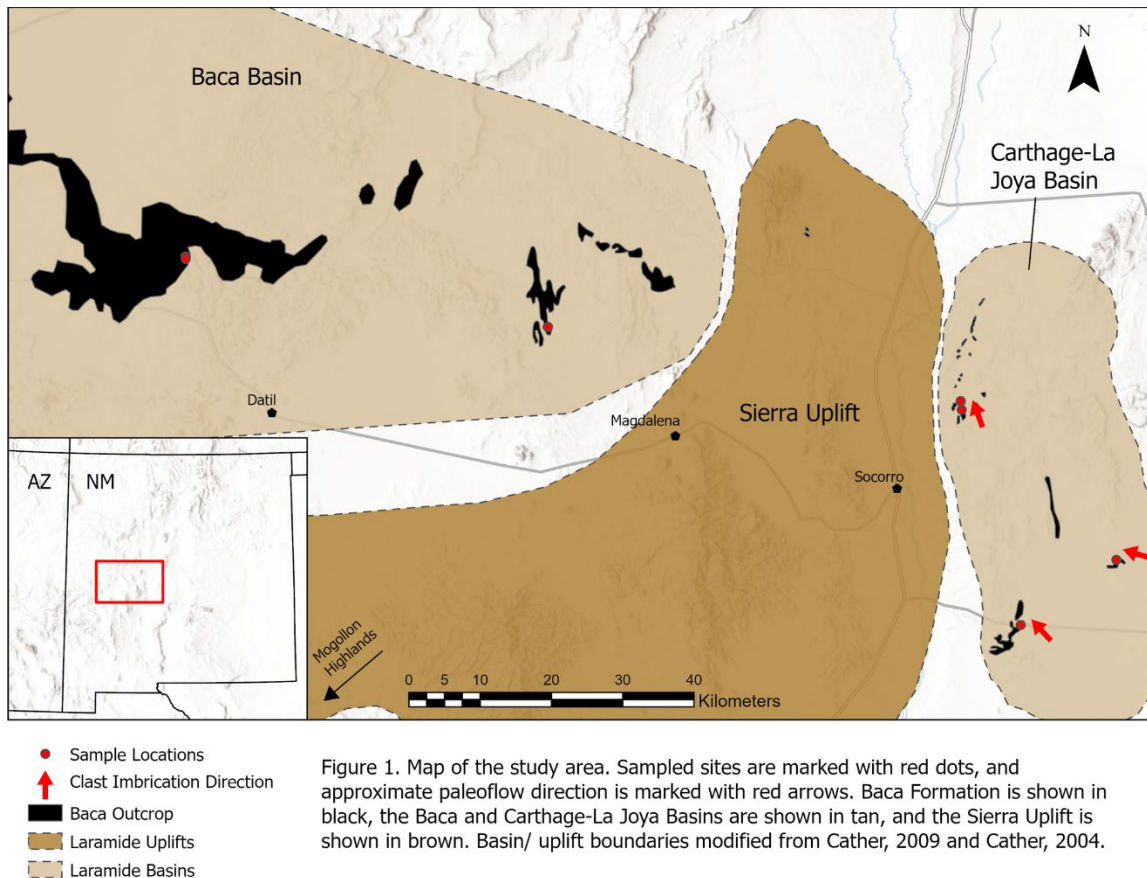 Baca Basin
N
Carthage-La
Joya Basin
Datil
Magdalena
Sierra Uplift
Socorro
AZ
NM
Mogollon
Highlands
0 5 10 20 30 40
Kilometers
Sample Locations
Clast Imbrication Direction
Baca Outcrop
Laramide Uplifts
Laramide Basins
Figure 1. Map of the study area. Sampled sites are marked with red dots, and
approximate paleoflow direction is marked with red arrows. Baca Formation is shown in
black, the Baca and Carthage-La Joya Basins are shown in tan, and the Sierra Uplift is
shown in brown. Basin/ uplift boundaries modified from Cather, 2009 and Cather, 2004.